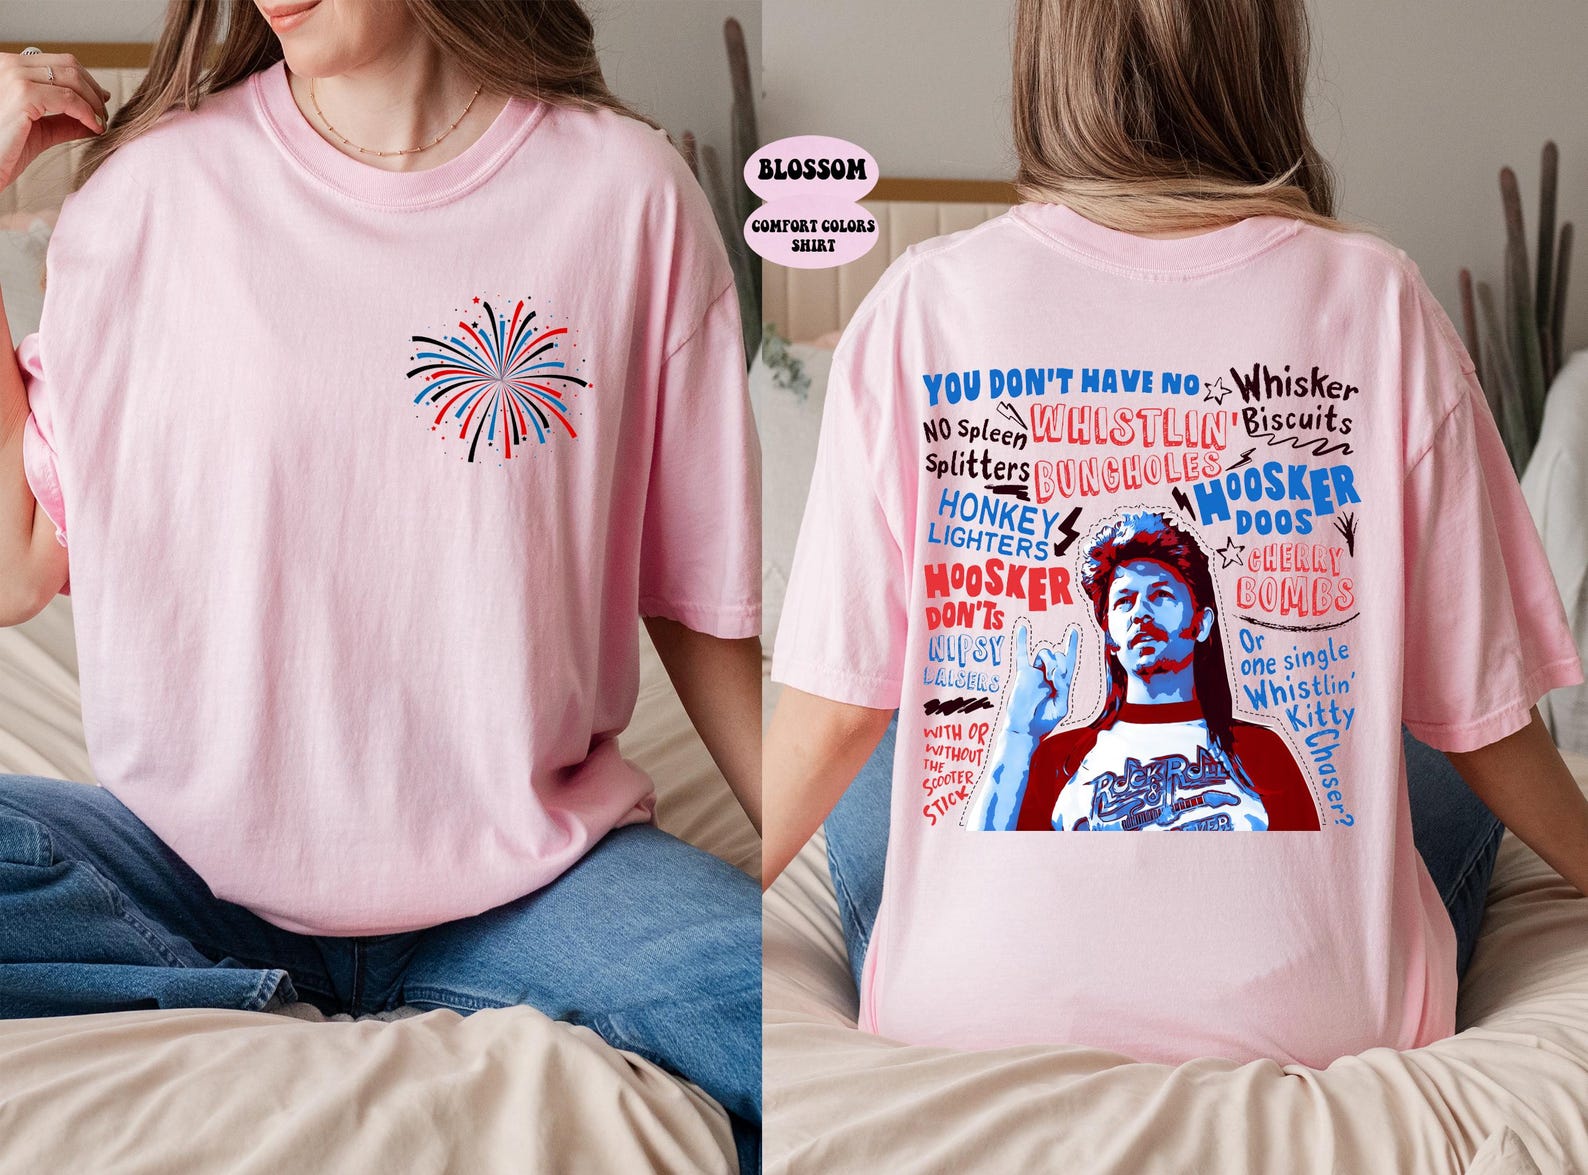 BLOSSOM
COMFORT COLORS
SHIRT
YOU DON'T HAVE NO
Whisker
Biscuits
NO Spleen
Splitters
WHISTLIN'
BUNGHOLES
HOOSKER
DOOS
HONKEY
LIGHTERS
CHERRY
BOMBS
HOOSKER
DON'Ts
NIPSY
DAISERS
Or
one single
Whistlin'
Kitty
Chaser?
WITH OR
WITHOUT
THE
SCOOTER
STICK
ROCK & ROLL